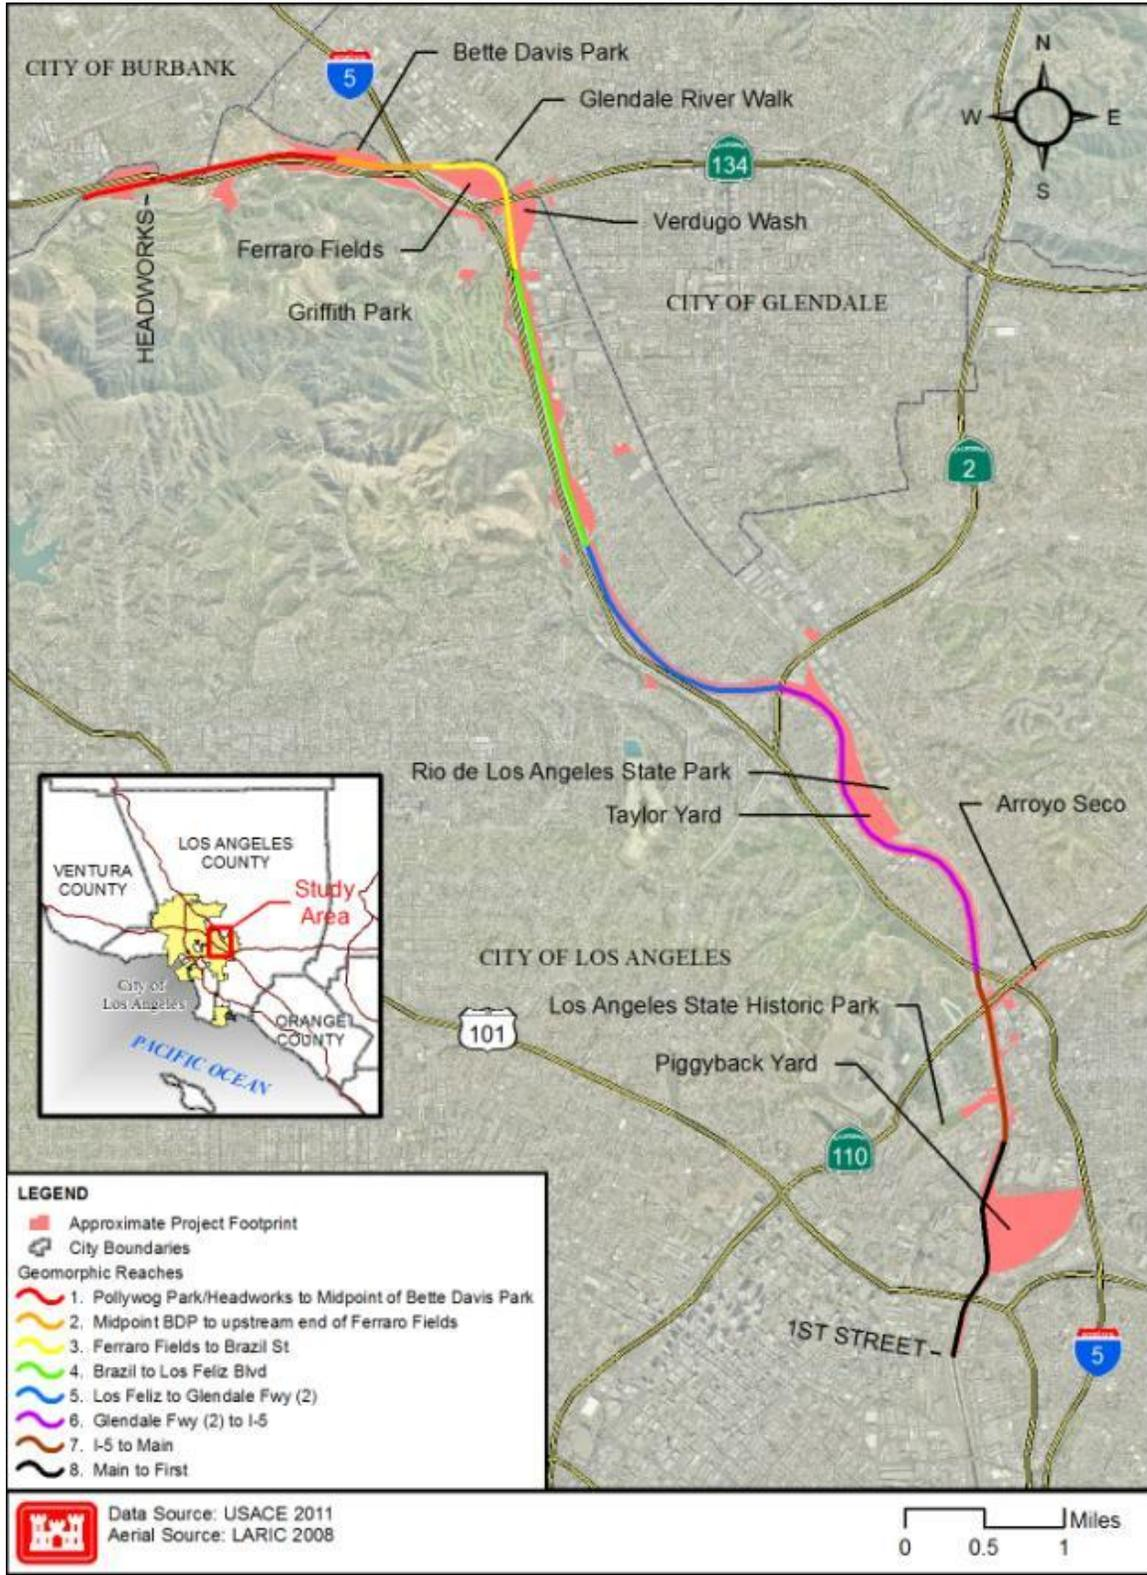 CITY OF BURBANK
5
Bette Davis Park
Glendale River Walk
N
W
E
S
134
HEADWORKS-
Ferraro Fields
Verdugo Wash
Griffith Park
CITY OF GLENDALE
2
Rio de Los Angeles State Park
Taylor Yard
Arroyo Seco
LOS ANGELES
COUNTY
VENTURA
COUNTY
Study
Area
City of
Los Angeles
ORANGE
COUNTY
PACIFIC OCEAN
CITY OF LOS ANGELES
Los Angeles State Historic Park
101
Piggyback Yard
110
1ST STREET-
5
LEGEND
Approximate Project Footprint
City Boundaries
Geomorphic Reaches
1. Pollywog Park/Headworks to Midpoint of Bette Davis Park
2. Midpoint BDP to upstream end of Ferraro Fields
3. Ferraro Fields to Brazil St
4. Brazil to Los Feliz Blvd
5. Los Feliz to Glendale Fwy (2)
6. Glendale Fwy (2) to I-5
7. I-5 to Main
8. Main to First
Data Source: USACE 2011
Aerial Source: LARIC 2008
Miles
0 0.5 1